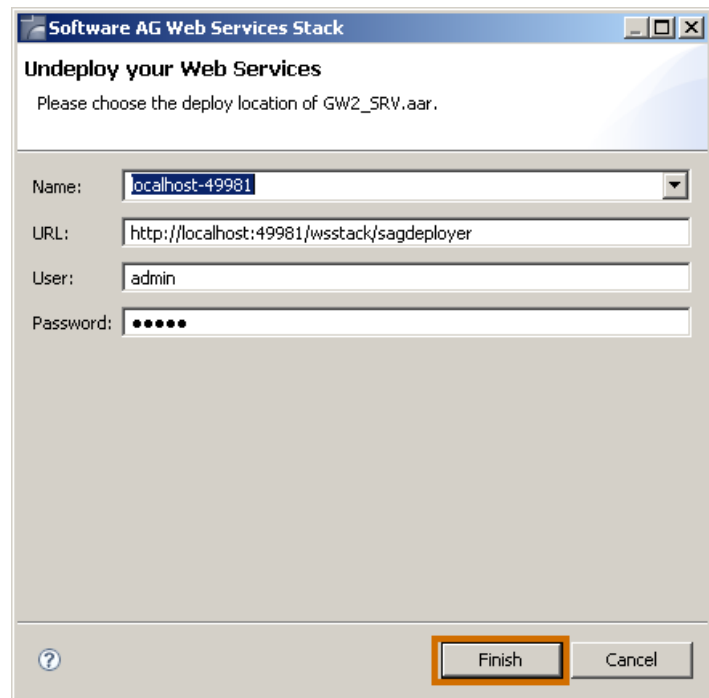 Software AG Web Services Stack
Undeploy your Web Services
Please choose the deploy location of GW2_SRV.aar.
Name: localhost-49981
URL: http://localhost:49981/wsstack/sagdeployer
User: admin
Password: ●●●●●
? Finish Cancel